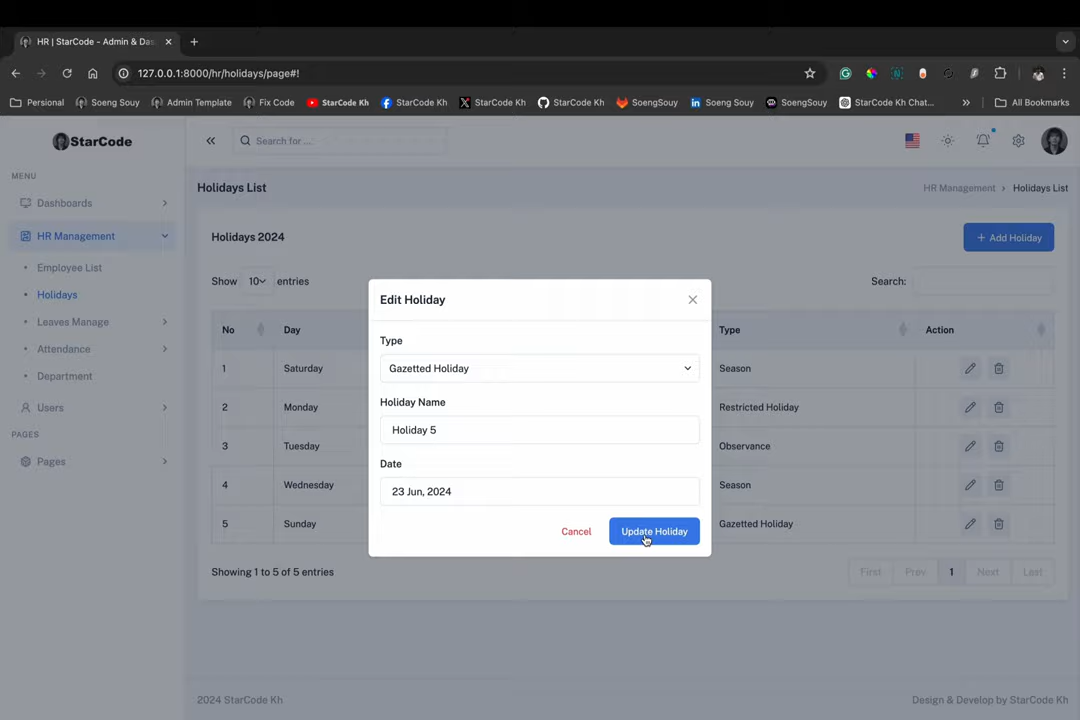 HR | StarCode - Admin & Das
127.0.0.1:8000/hr/holidays/page#!
Personal Soeng Souy Admin Template Fix Code StarCode Kh StarCode Kh StarCode Kh StarCode Kh SoengSouy Soeng Souy SoengSouy StarCode Kh Chat... All Bookmarks
StarCode
Search for ...
MENU
Dashboards
HR Management
Employee List
Holidays
Leaves Manage
Attendance
Department
Users
PAGES
Pages
Holidays List
HR Management Holidays List
Holidays 2024
+ Add Holiday
Show 10 entries
Search:
No Day Type Action
1 Saturday Season
2 Monday Restricted Holiday
3 Tuesday Observance
4 Wednesday Season
5 Sunday Gazetted Holiday
Showing 1 to 5 of 5 entries
First Prev 1 Next Last
Edit Holiday
Type
Gazetted Holiday
Holiday Name
Holiday 5
Date
23 Jun, 2024
Cancel Update Holiday
2024 StarCode Kh
Design & Develop by StarCode Kh